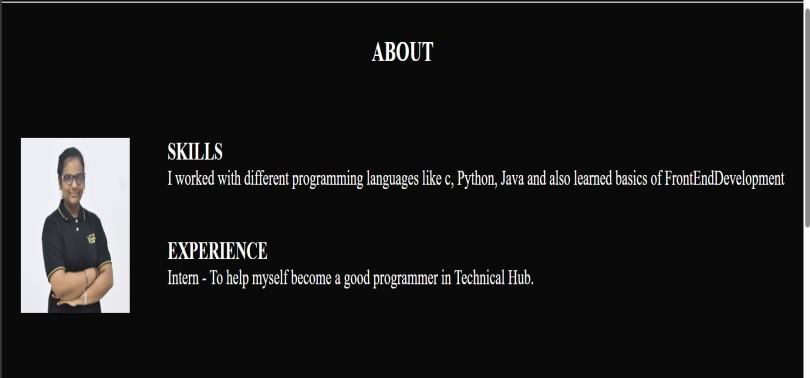 ABOUT
SKILLS
I worked with different programming languages like c, Python, Java and also learned basics of FrontEndDevelopment
EXPERIENCE
Intern - To help myself become a good programmer in Technical Hub.